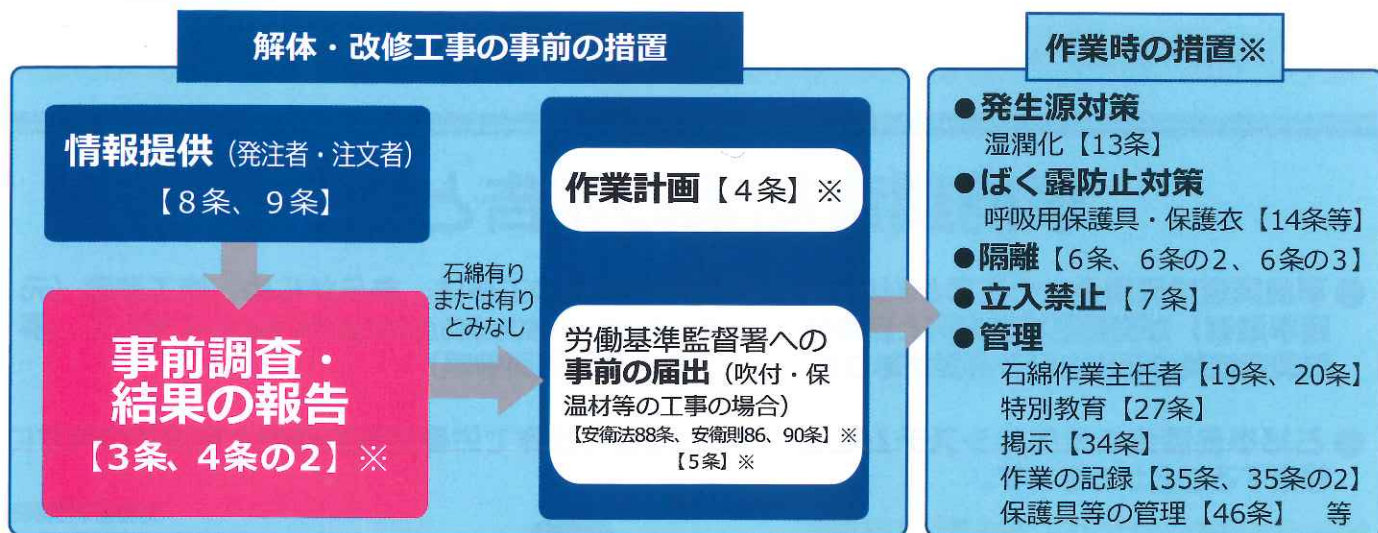 解体・改修工事の事前の措置
情報提供（発注者・注文者）
【８条、９条】
事前調査・
結果の報告
【３条、４条の２】※
石綿有り
または有り
とみなし
作業計画【４条】※
労働基準監督署への
事前の届出（吹付・保
温材等の工事の場合）
【安衛法88条、安衛則86、90条】※
【５条】※
作業時の措置※
●発生源対策
湿潤化【13条】
●ばく露防止対策
呼吸用保護具・保護衣【14条等】
●隔離【６条、６条の２、６条の３】
●立入禁止【７条】
●管理
石綿作業主任者【19条、20条】
特別教育【27条】
掲示【34条】
作業の記録【35条、35条の２】
保護具等の管理【46条】　等